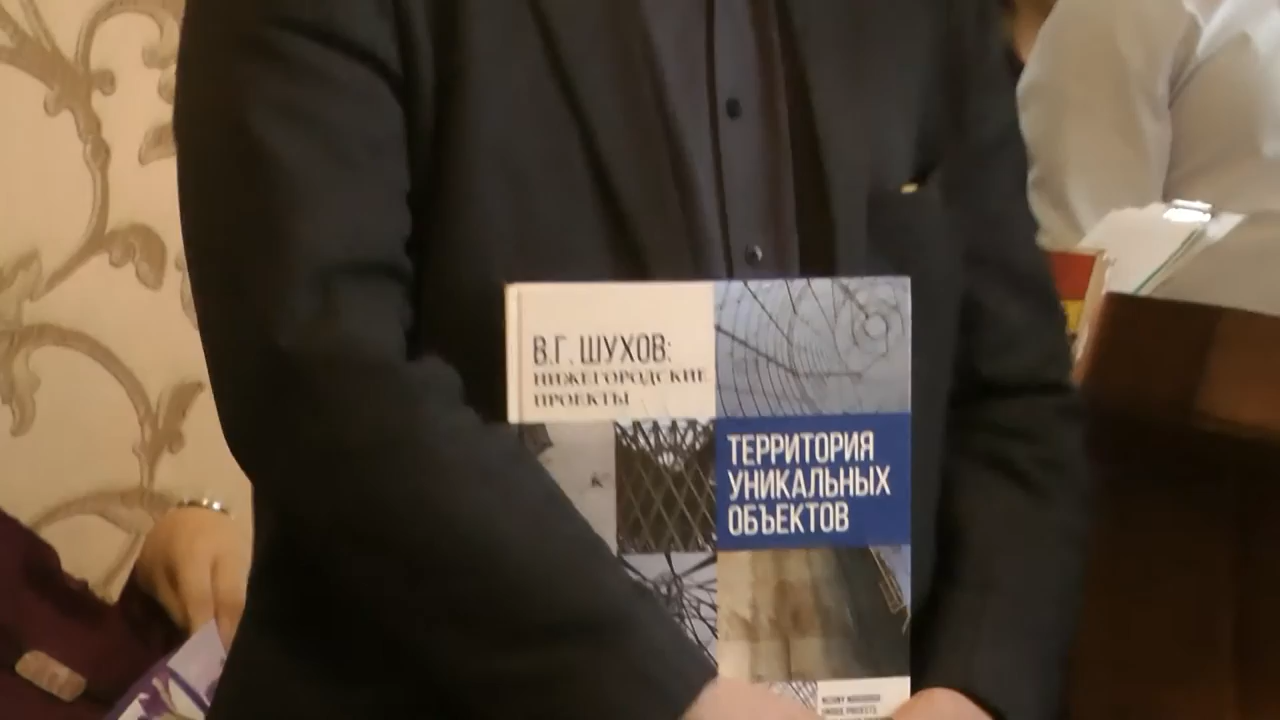 В.Г. ШУХОВ:
НИЖЕГОРОДСКИЕ
ПРОЕКТЫ
ТЕРРИТОРИЯ
УНИКАЛЬНЫХ
ОБЪЕКТОВ